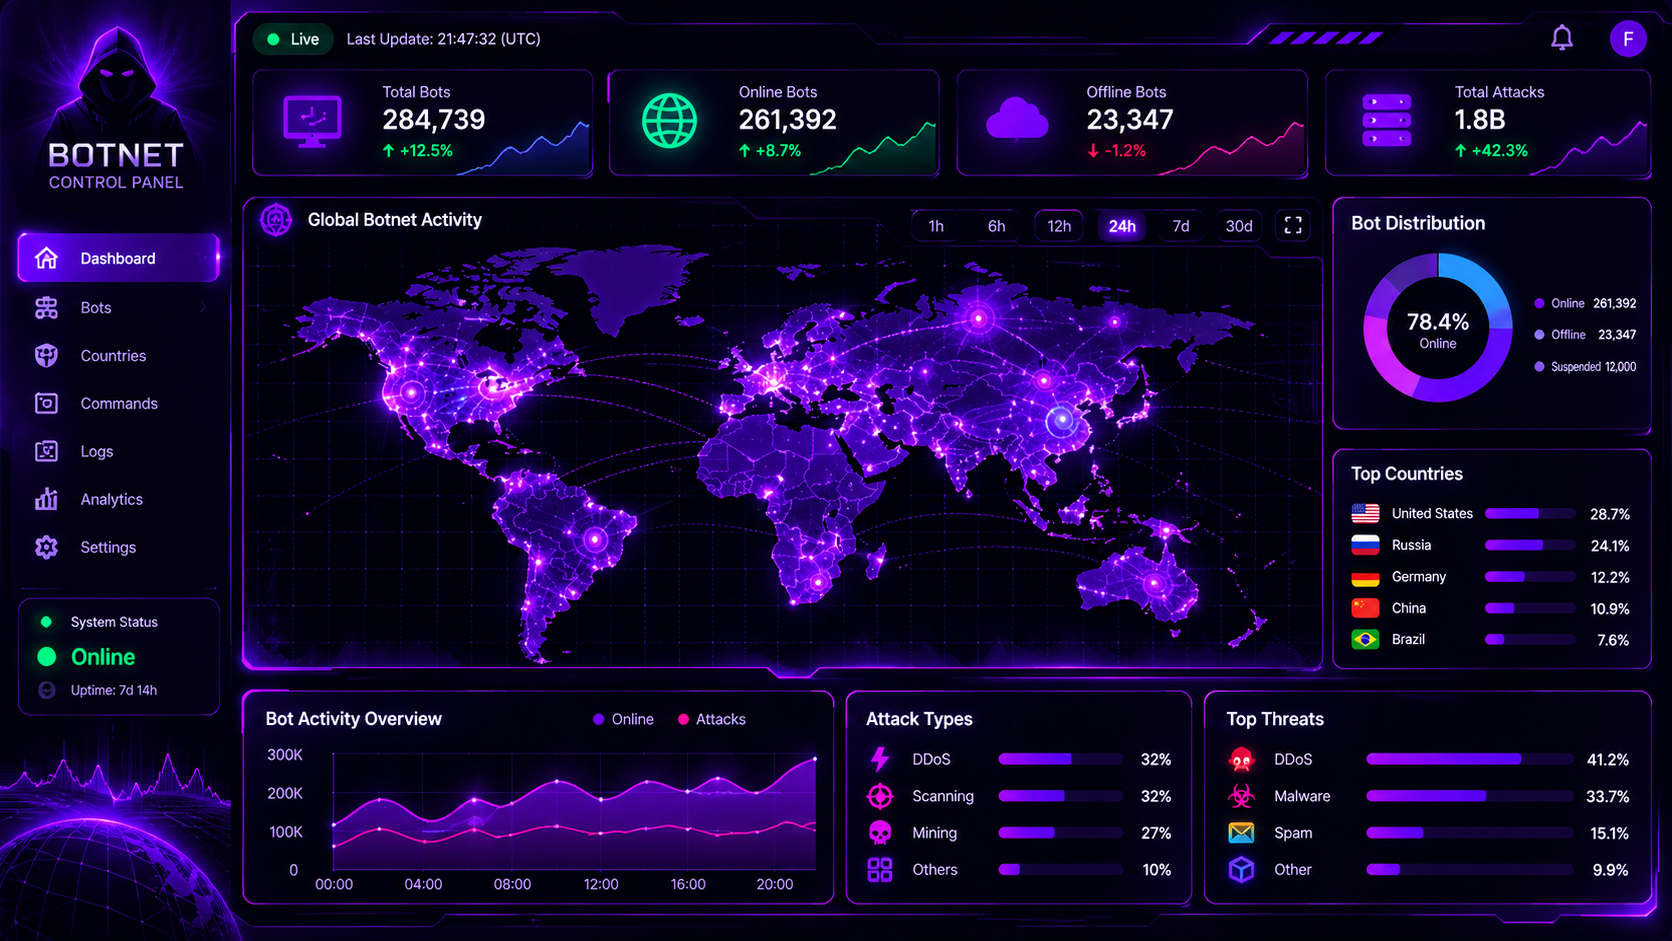 BOTNET
CONTROL PANEL
Dashboard
Bots
Countries
Commands
Logs
Analytics
Settings
System Status
Online
Uptime: 7d 14h
Live
Last Update: 21:47:32 (UTC)
F
Total Bots
284,739
+12.5%
Online Bots
261,392
+8.7%
Offline Bots
23,347
-1.2%
Total Attacks
1.8B
+42.3%
Global Botnet Activity
1h 6h 12h 24h 7d 30d
Bot Distribution
78.4%
Online
Online 261,392
Offline 23,347
Suspended 12,000
Top Countries
United States 28.7%
Russia 24.1%
Germany 12.2%
China 10.9%
Brazil 7.6%
Bot Activity Overview
Online Attacks
300K
200K
100K
0
00:00 04:00 08:00 12:00 16:00 20:00
Attack Types
DDoS 32%
Scanning 32%
Mining 27%
Others 10%
Top Threats
DDoS 41.2%
Malware 33.7%
Spam 15.1%
Other 9.9%